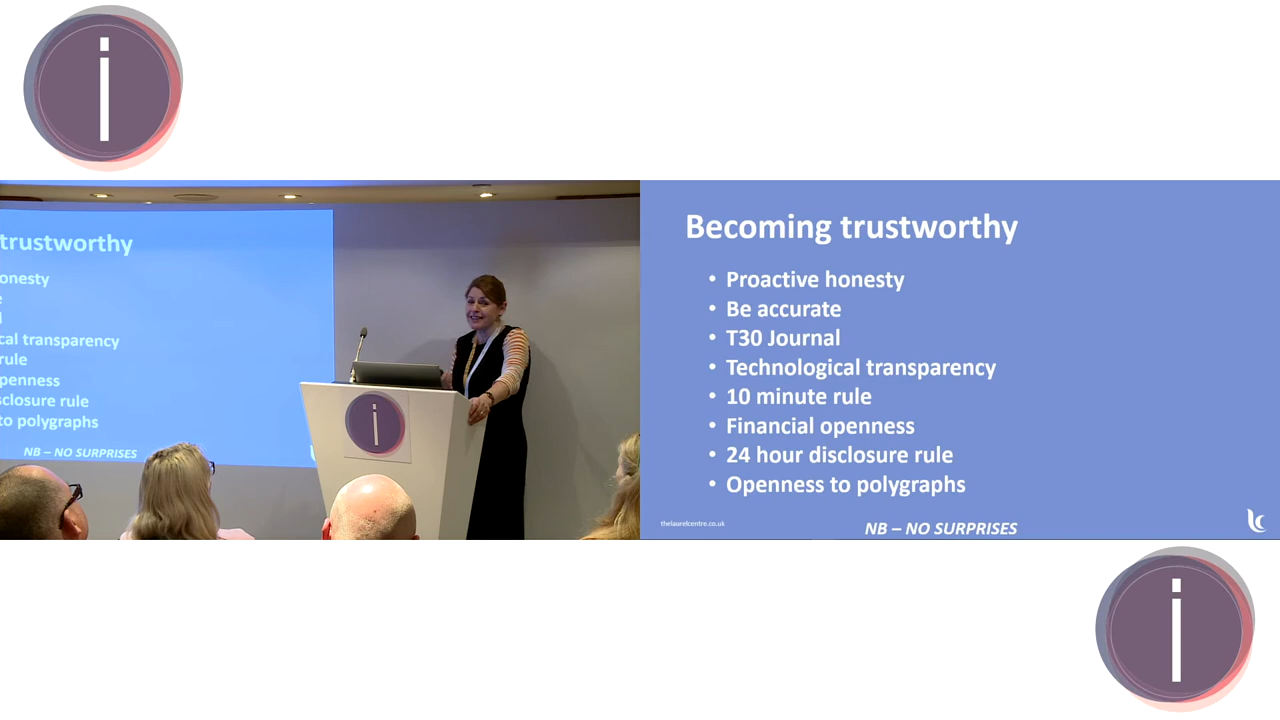 i
trustworthy
onesty
e
cal transparency
rule
penness
closure rule
to polygraphs
NB – NO SURPRISES
i
Becoming trustworthy
• Proactive honesty
• Be accurate
• T30 Journal
• Technological transparency
• 10 minute rule
• Financial openness
• 24 hour disclosure rule
• Openness to polygraphs
thelaurelcentre.co.uk
NB – NO SURPRISES
i